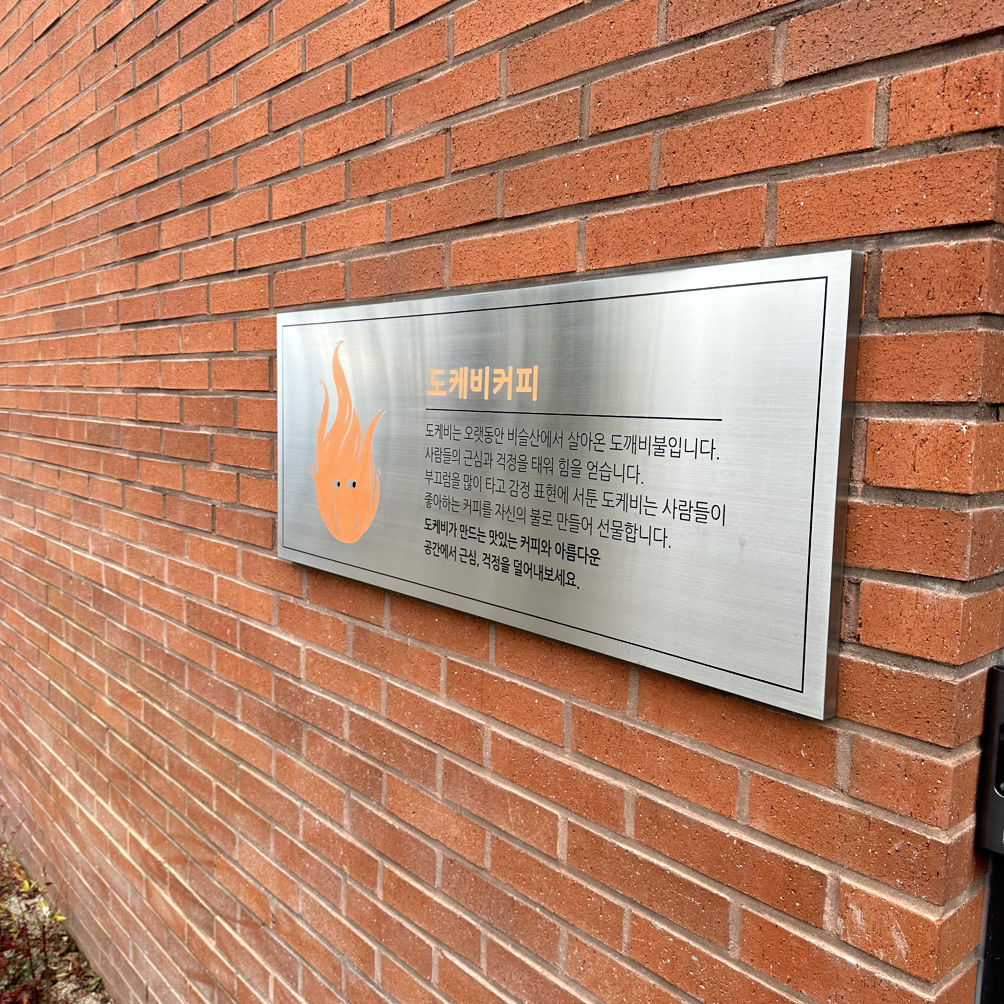 도케비커피
도케비는 오랫동안 비슬산에서 살아온 도깨비불입니다.
사람들의 근심과 걱정을 태워 힘을 얻습니다.
부끄럼을 많이 타고 감정 표현에 서툰 도케비는 사람들이
좋아하는 커피를 자신의 불로 만들어 선물합니다.
도케비가 만드는 맛있는 커피와 아름다운
공간에서 근심, 걱정을 덜어내보세요.